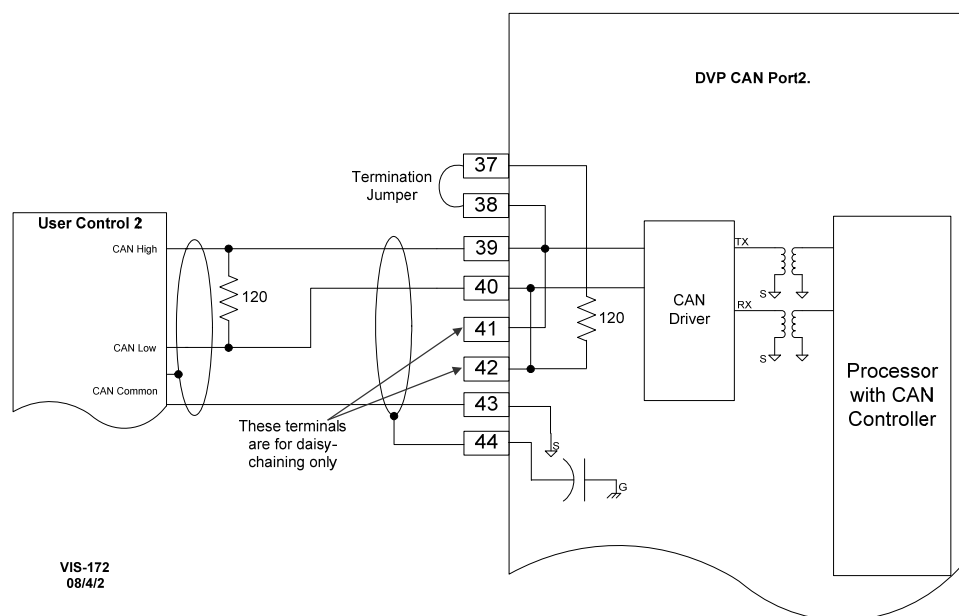 DVP CAN Port2.
Termination
Jumper
37
38
39
40
41
42
43
44
User Control 2
CAN High
120
CAN Low
CAN Common
These terminals
are for daisy-
chaining only
120
CAN
Driver
TX
RX
S
S
S
G
Processor
with CAN
Controller
VIS-172
08/4/2